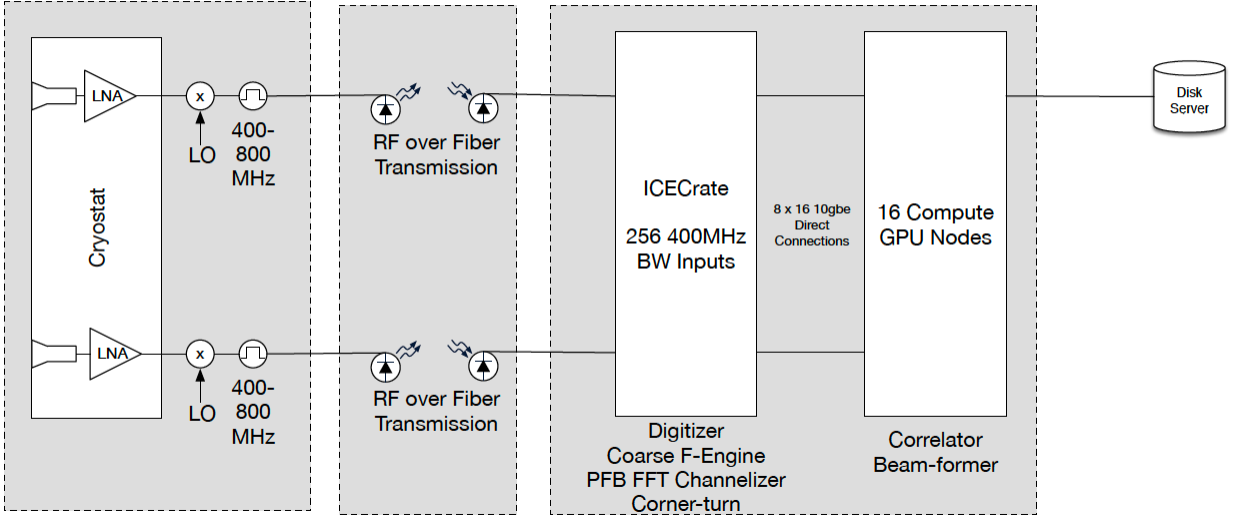 LNA
x
LO
400-
800
MHz
Cryostat
LNA
x
LO
400-
800
MHz
RF over Fiber
Transmission
RF over Fiber
Transmission
ICECrate
256 400MHz
BW Inputs
Digitizer
Coarse F-Engine
PFB FFT Channelizer
Corner-turn
8 x 16 10gbe
Direct
Connections
16 Compute
GPU Nodes
Correlator
Beam-former
Disk
Server